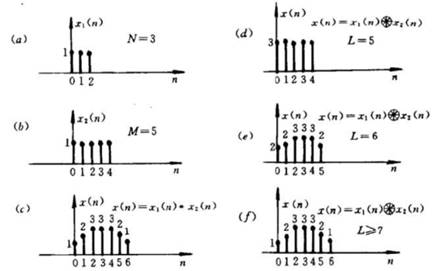 (a)
x₁(n)
N=3
1
0 1 2
n
(b)
x₂(n)
M=5
1
0 1 2 3 4
n
(c)
x(n)
x(n)=x₁(n)*x₂(n)
1 2 3 3 3 2 1
0 1 2 3 4 5 6
n
(d)
x(n)
x(n)=x₁(n)⊛x₂(n)
L=5
3
0 1 2 3 4
n
(e)
x(n)
x(n)=x₁(n)⊛x₂(n)
L=6
2 2 3 3 3 2
0 1 2 3 4 5
n
(f)
x(n)
x(n)=x₁(n)⊛x₂(n)
L⩾7
1 2 3 3 3 2 1
0 1 2 3 4 5 6
n